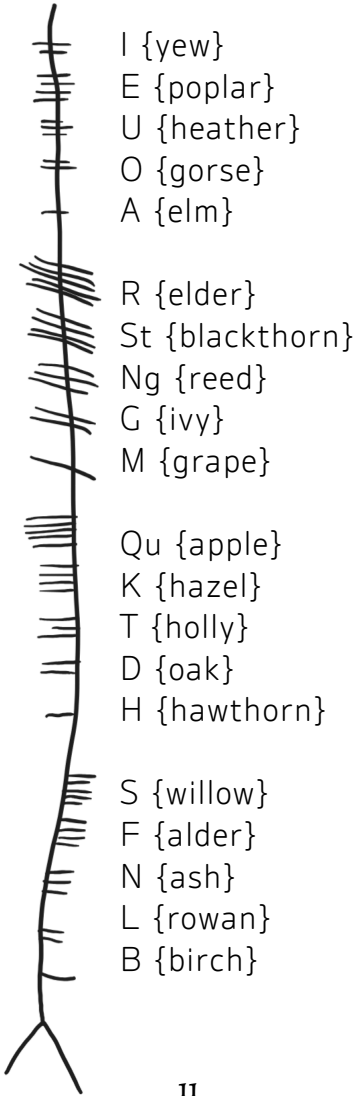 I {yew}
E {poplar}
U {heather}
O {gorse}
A {elm}
R {elder}
St {blackthorn}
Ng {reed}
G {ivy}
M {grape}
Qu {apple}
K {hazel}
T {holly}
D {oak}
H {hawthorn}
S {willow}
F {alder}
N {ash}
L {rowan}
B {birch}
11